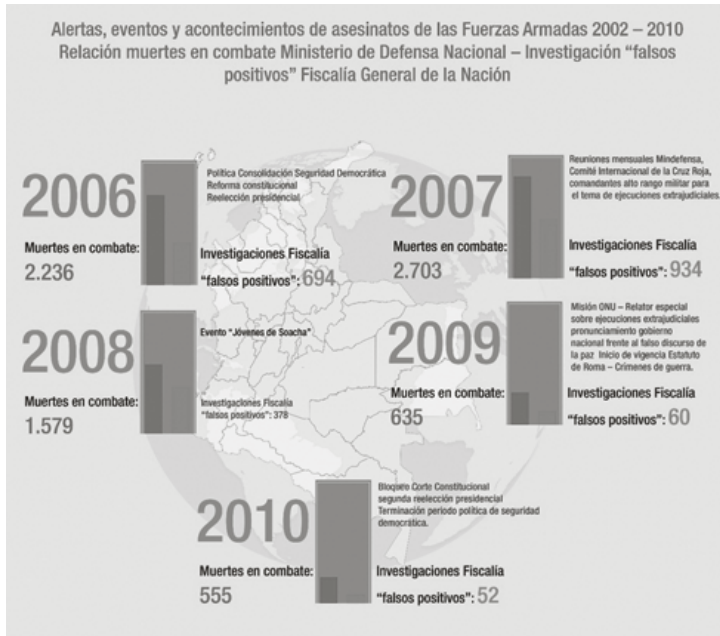 Alertas, eventos y acontecimientos de asesinatos de las Fuerzas Armadas 2002 – 2010
Relación muertes en combate Ministerio de Defensa Nacional – Investigación “falsos
positivos” Fiscalía General de la Nación
2006
Política Consolidación Seguridad Democrática
Reforma constitucional
Reelección presidencial
Muertes en combate:
2.236
Investigaciones Fiscalía
“falsos positivos”: 694
2007
Reuniones mensuales Mindefensa,
Comité Internacional de la Cruz Roja,
comandantes alto rango militar para
el tema de ejecuciones extrajudiciales.
Muertes en combate:
2.703
Investigaciones Fiscalía
“falsos positivos”: 934
2008
Evento “Jóvenes de Soacha”
Muertes en combate:
1.579
Investigaciones Fiscalía
“falsos positivos”: 378
2009
Misión ONU – Relator especial
sobre ejecuciones extrajudiciales
pronunciamiento gobierno
nacional frente al falso discurso de
la paz Inicio de vigencia Estatuto
de Roma – Crímenes de guerra.
Muertes en combate:
635
Investigaciones Fiscalía
“falsos positivos”: 60
2010
Bloqueo Corte Constitucional
segunda reelección presidencial
Terminación periodo política de seguridad
democrática.
Muertes en combate:
555
Investigaciones Fiscalía
“falsos positivos”: 52